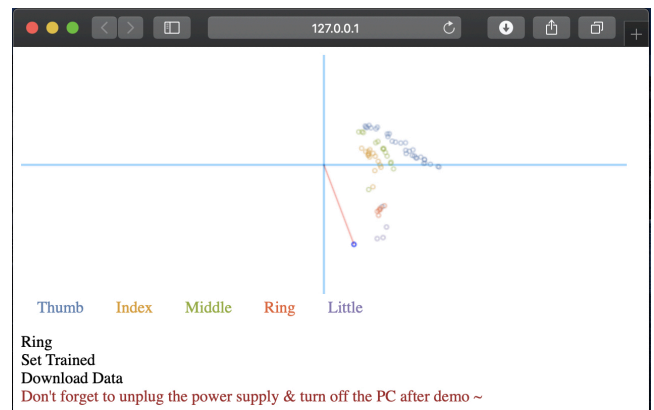 127.0.0.1
Thumb Index Middle Ring Little
Ring
Set Trained
Download Data
Don't forget to unplug the power supply & turn off the PC after demo ~